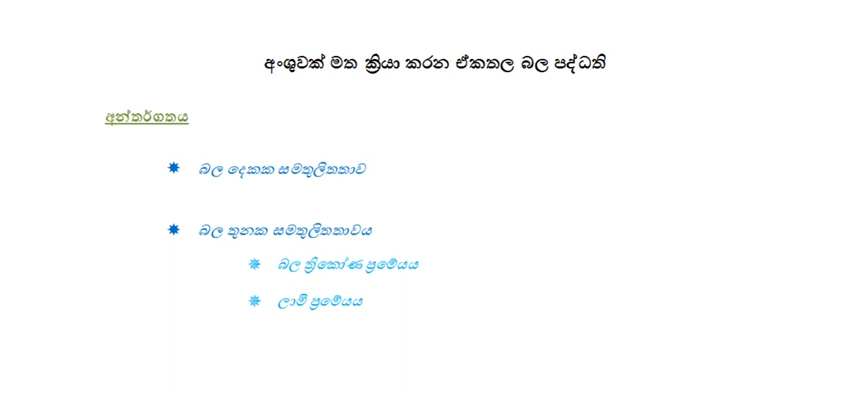 අංශුවක් මත ක්‍රියා කරන ඒකතල බල පද්ධති
අන්තර්ගතය
බල දෙකක සමතුලිතතාව
බල තුනක සමතුලිතතාවය
බල ත්‍රිකෝණ ප්‍රමේයය
ලාමි ප්‍රමේයය